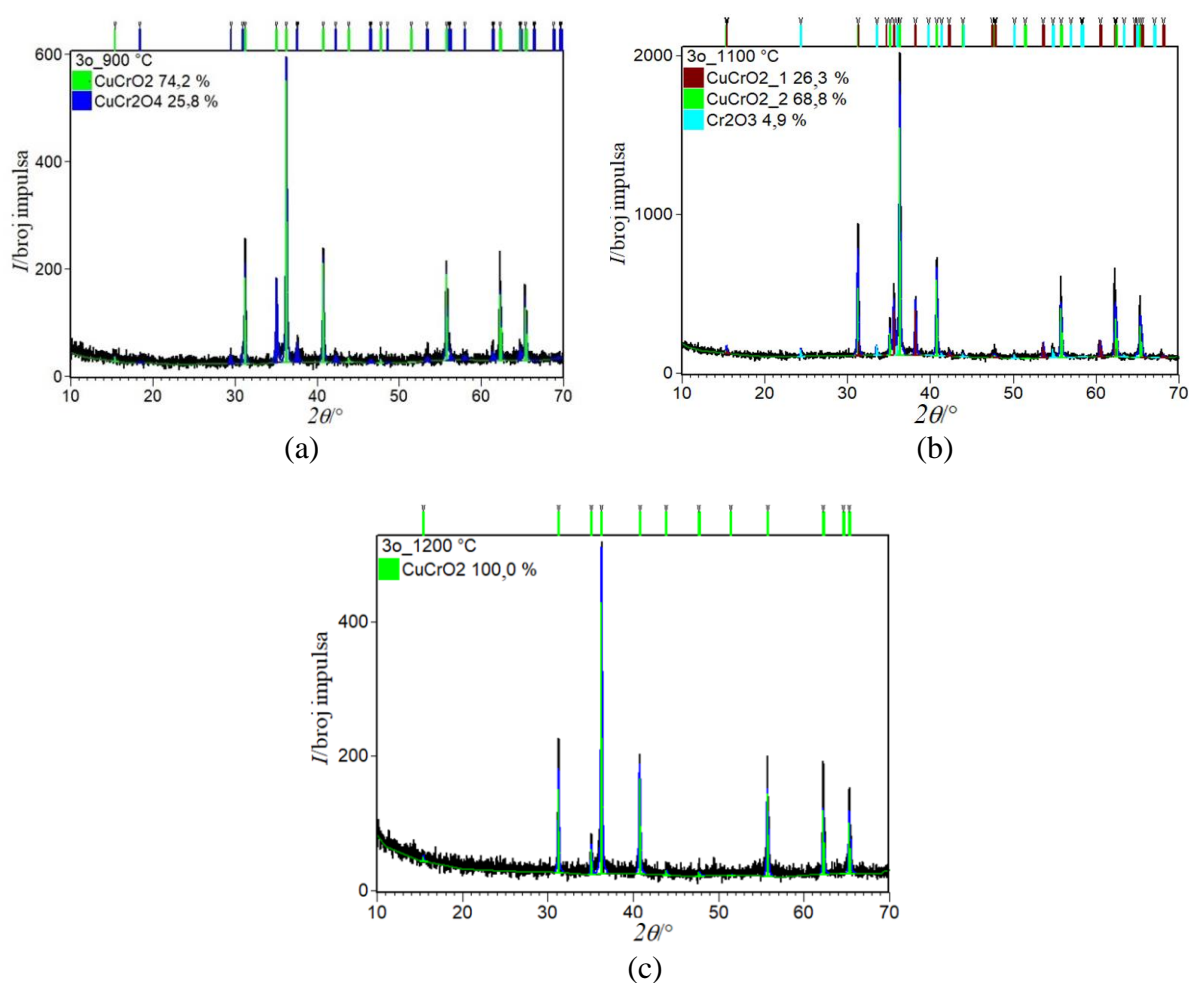 3o_900 °C
CuCrO2 74,2 %
CuCr2O4 25,8 %
600
400
200
0
I/broj impulsa
10 20 30 40 50 60 70
2θ/°
(a)
3o_1100 °C
CuCrO2_1 26,3 %
CuCrO2_2 68,8 %
Cr2O3 4,9 %
2000
1000
0
I/broj impulsa
10 20 30 40 50 60 70
2θ/°
(b)
3o_1200 °C
CuCrO2 100,0 %
400
200
0
I/broj impulsa
10 20 30 40 50 60 70
2θ/°
(c)